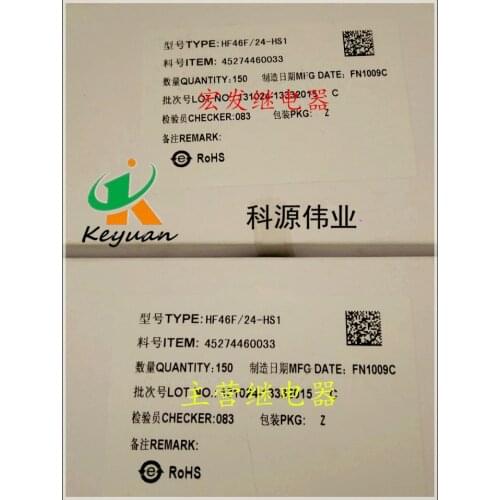 型号TYPE: HF46F/24-HS1
料号ITEM: 45274460033
数量QUANTITY: 150 制造日期MFG DATE: FN1009C
批次号LOT NO.: C
宏发继电器
检验员CHECKER:083 包装PKG: Z
备注REMARK:
e RoHS
Keyuan
科源伟业
型号TYPE: HF46F/24-HS1
料号ITEM: 45274460033
数量QUANTITY: 150 制造日期MFG DATE: FN1009C
批次号LOT NO.: C
主营继电器
检验员CHECKER:083 包装PKG: Z
备注REMARK:
e RoHS